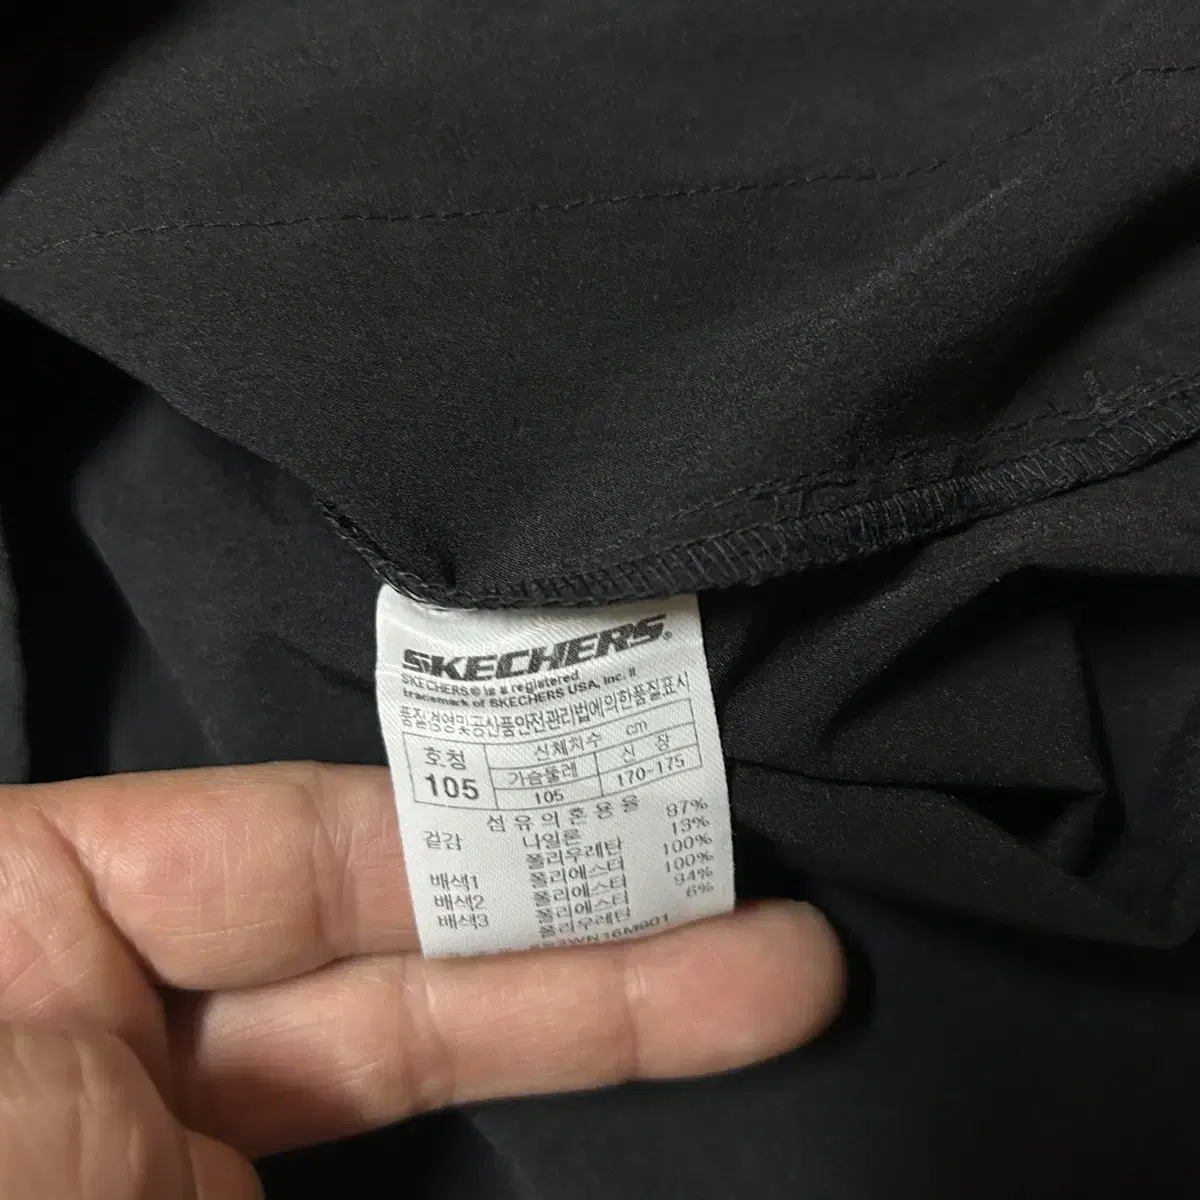 SKECHERS®
SKECHERS® is a registered
trademark of SKECHERS USA, Inc. II
품질경영및공산품안전관리법에의한품질표시
호칭 신체치수 cm
105 가슴둘레 신 장
105 170~175
섬 유 의 혼 용 율
겉감 나일론 87%
폴리우레탄 13%
배색1 폴리에스터 100%
배색2 폴리에스터 100%
배색3 폴리에스터 94%
폴리우레탄 6%